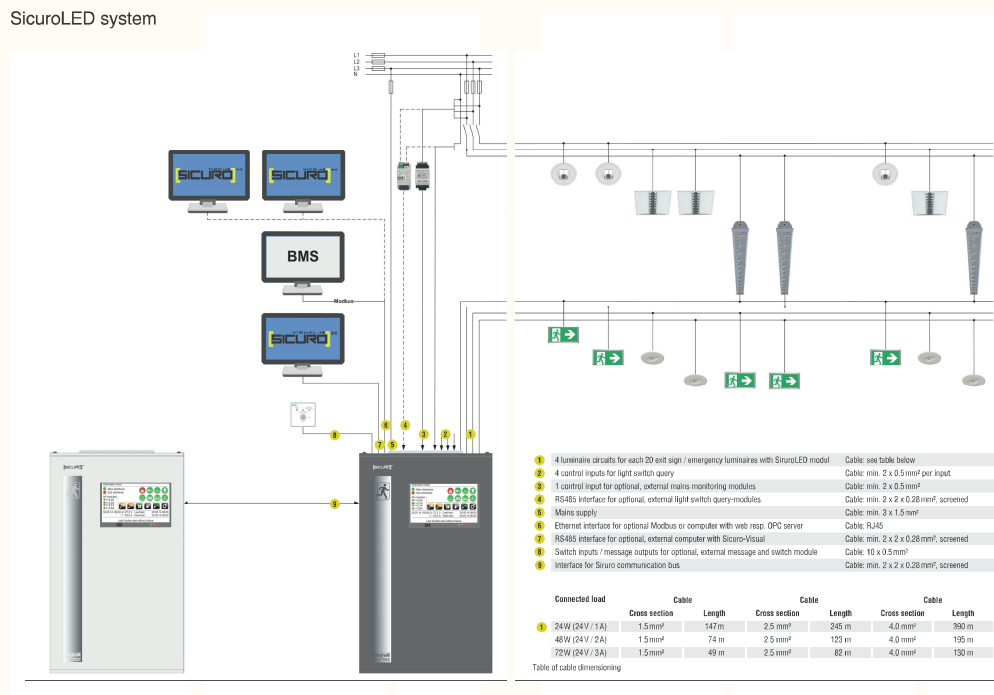 SicuroLED system
L1
L2
L3
N
SICURO
SICURO
BMS
Modbus
VISUAL
SICURO
6
4
7
5
3
2
1
8
9
SICURO
SICURO
1 4 luminaire circuits for each 20 exit sign / emergency luminaires with SiruroLED modul Cable: see table below
2 4 control inputs for light switch query Cable: min. 2 x 0.5 mm² per input
3 1 control input for optional, external mains monitoring modules Cable: min. 2 x 0.5 mm²
4 RS485 interface for optional, external light switch query-modules Cable: min. 2 x 2 x 0.28 mm², screened
5 Mains supply Cable: min. 3 x 1.5 mm²
6 Ethernet interface for optional Modbus or computer with web resp. OPC server Cable: RJ45
7 RS485 interface for optional, external computer with Sicuro-Visual Cable: min. 2 x 2 x 0.28 mm², screened
8 Switch inputs / message outputs for optional, external message and switch module Cable: 10 x 0.5 mm²
9 Interface for Siruro communication bus Cable: min. 2 x 2 x 0.28 mm², screened
Connected load Cable Cable Cable
Cross section Length Cross section Length Cross section Length
1 24 W (24 V / 1 A) 1.5 mm² 147 m 2.5 mm² 245 m 4.0 mm² 390 m
48 W (24 V / 2 A) 1.5 mm² 74 m 2.5 mm² 123 m 4.0 mm² 195 m
72 W (24 V / 3 A) 1.5 mm² 49 m 2.5 mm² 82 m 4.0 mm² 130 m
Table of cable dimensioning